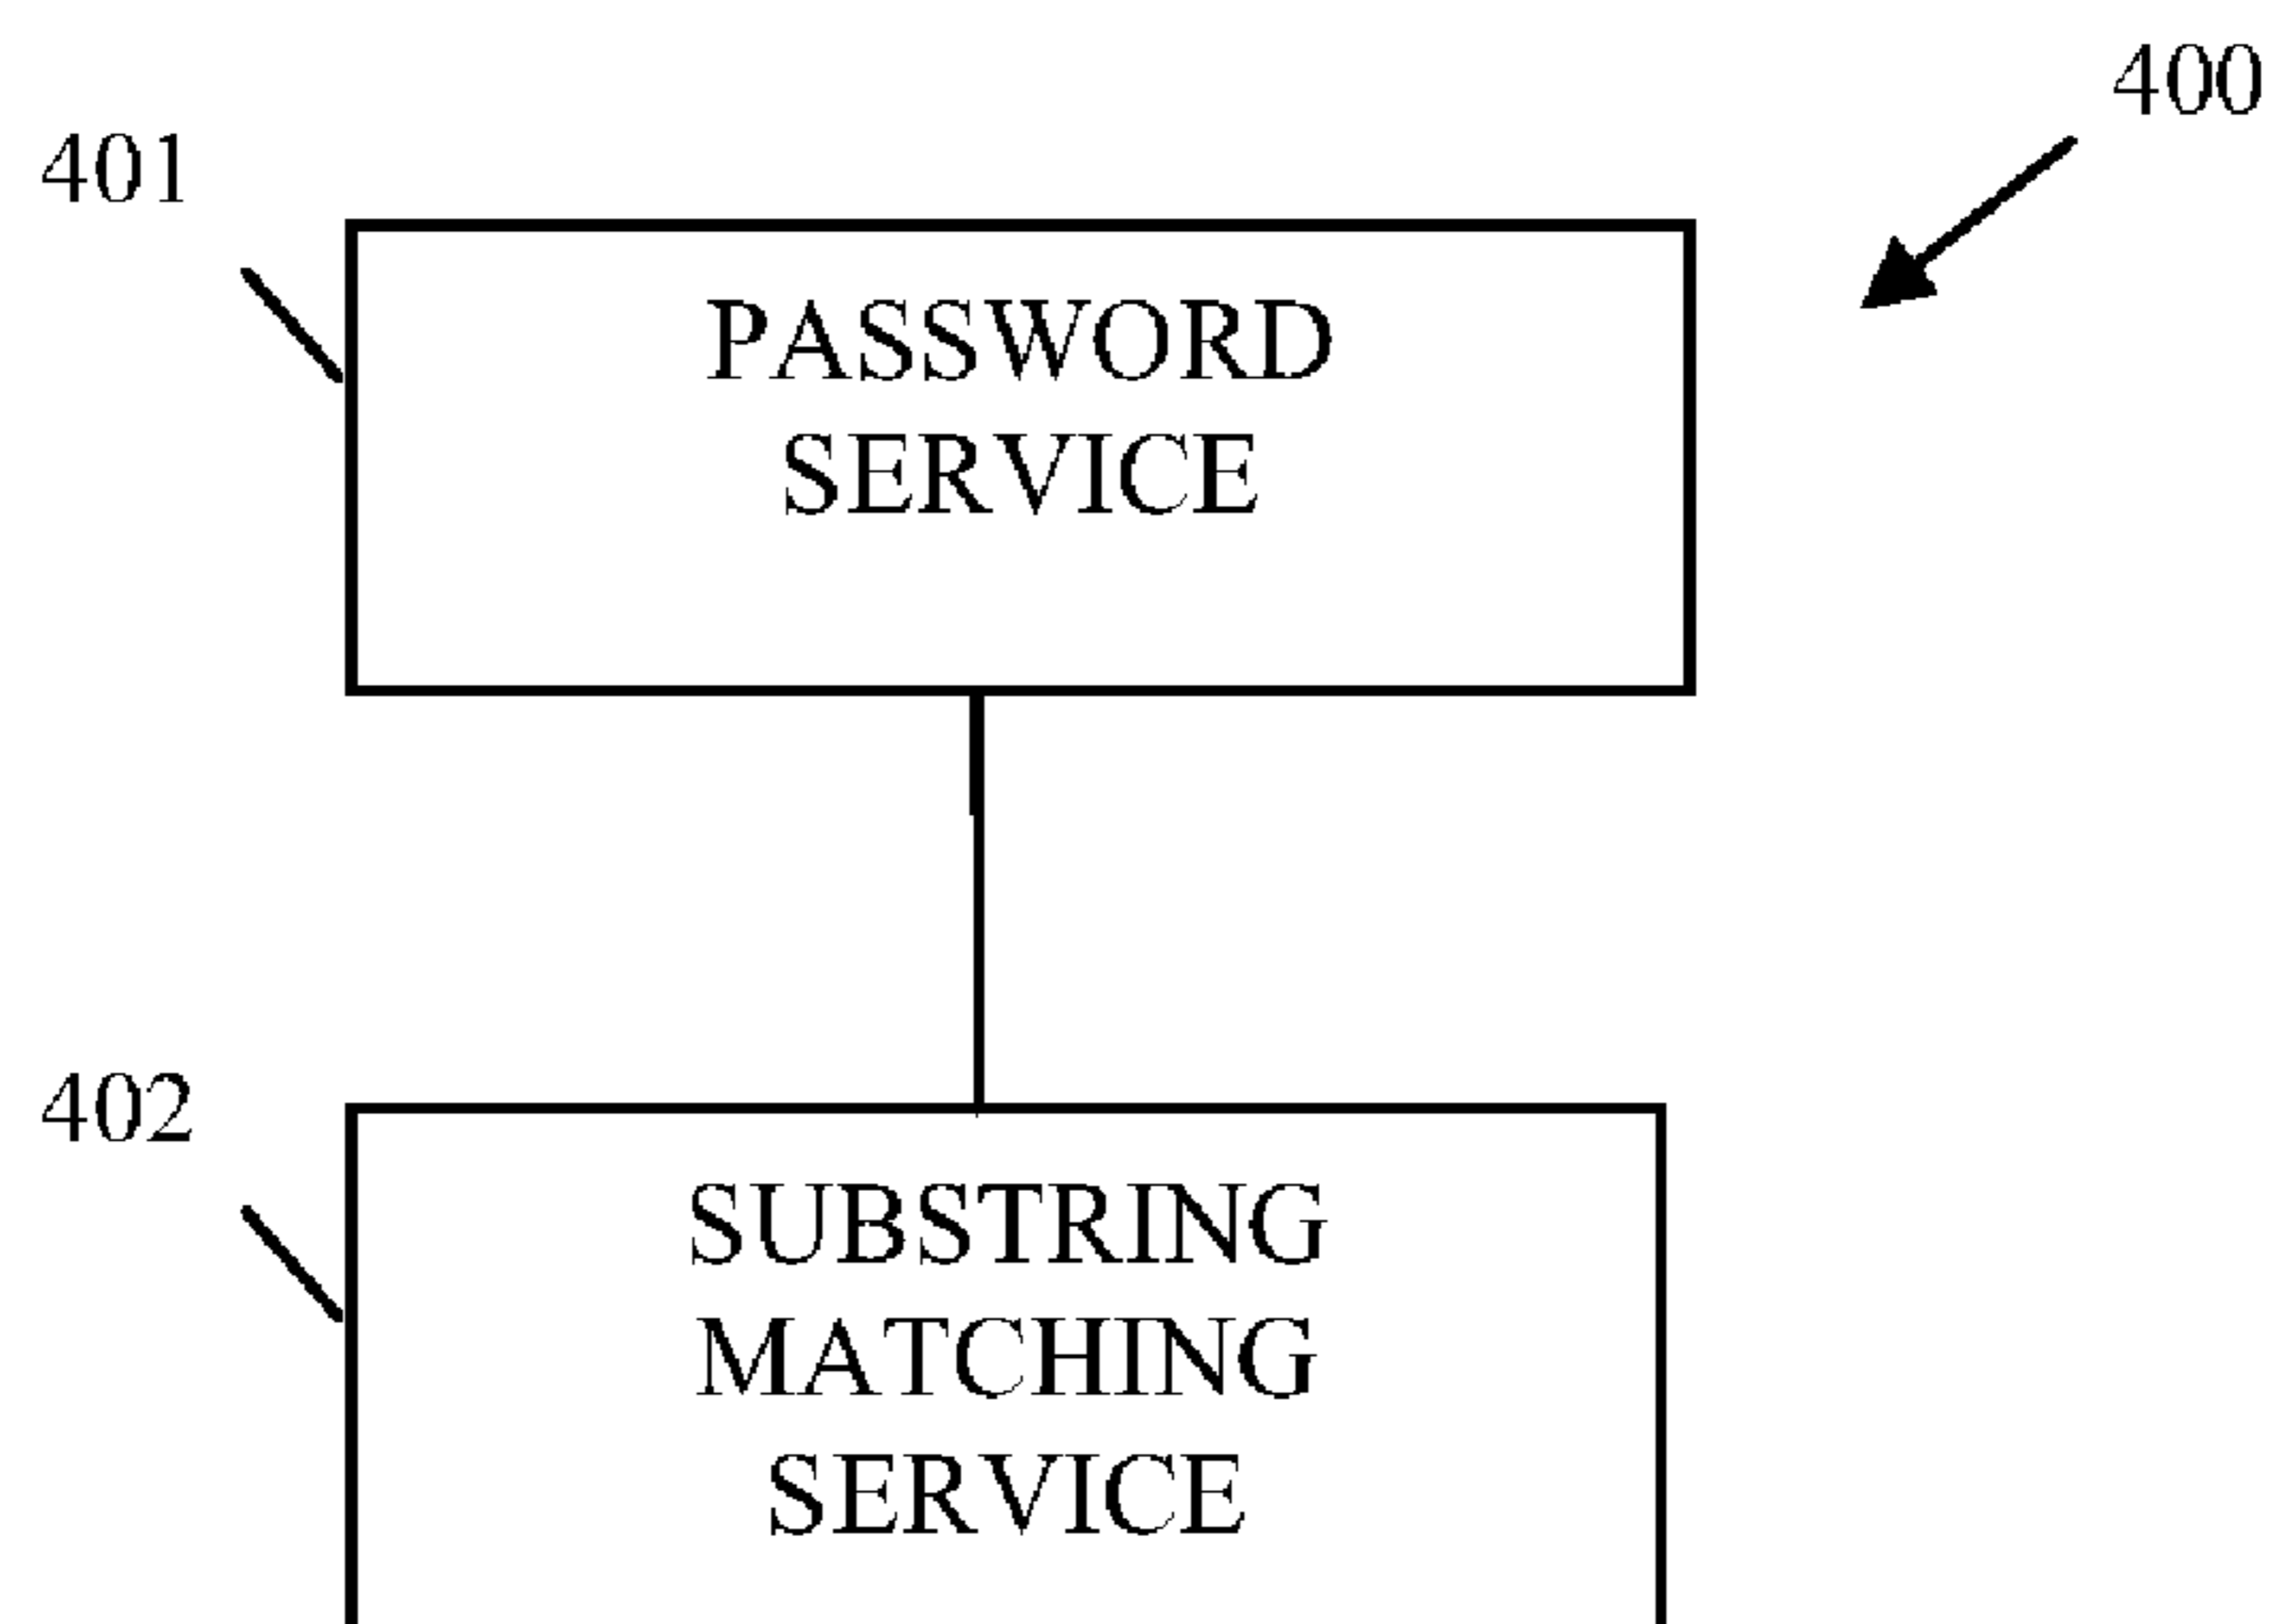 400
401
PASSWORD
SERVICE
402
SUBSTRING
MATCHING
SERVICE